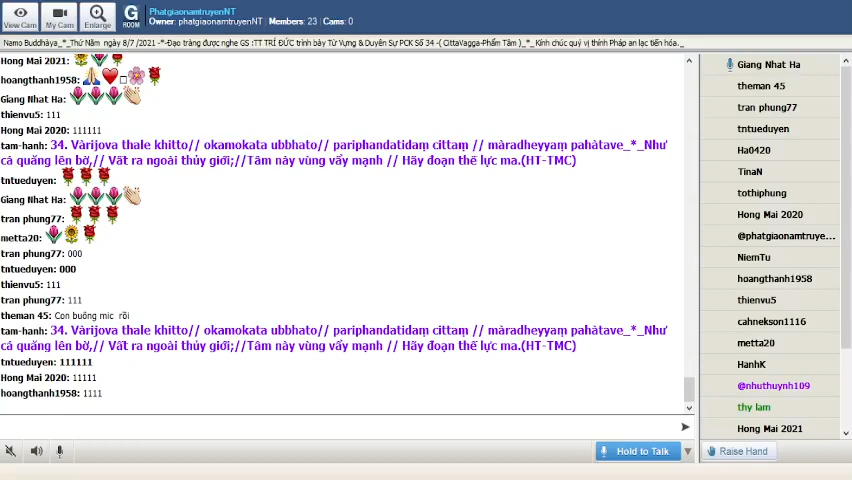 View Cam
My Cam
Enlarge
G
ROOM
PhatgiaonamtruyenNT
Owner: phatgiaonamtruyenNT | Members: 23 | Cams: 0
Namo Buddhàya_*_Thứ Năm ngày 8/7 /2021 -*-Đạo tràng được nghe GS :TT TRÍ ĐỨC trình bày Từ Vựng & Duyên Sự PCK Số 34 -( CittaVagga-Phẩm Tâm )_*_ Kính chúc quý vị thính Pháp an lạc tiến hóa._
Hong Mai 2021:
hoangthanh1958:
Giang Nhat Ha:
thienvu5: 111
Hong Mai 2020: 111111
tam-hanh: 34. Vàrijova thale khitto// okamokata ubbhato// pariphandatidaṃ cittaṃ // màradheyyaṃ pahàtave_*_Như
cá quăng lên bờ,// Vất ra ngoài thủy giới;//Tâm này vùng vẫy mạnh // Hãy đoạn thế lực ma.(HT-TMC)
tntueduyen:
Giang Nhat Ha:
tran phung77:
metta20:
tran phung77: 000
tntueduyen: 000
thienvu5: 111
tran phung77: 111
theman 45: Con buông mic rồi
tam-hanh: 34. Vàrijova thale khitto// okamokata ubbhato// pariphandatidaṃ cittaṃ // màradheyyaṃ pahàtave_*_Như
cá quăng lên bờ,// Vất ra ngoài thủy giới;//Tâm này vùng vẫy mạnh // Hãy đoạn thế lực ma.(HT-TMC)
tntueduyen: 111111
Hong Mai 2020: 11111
hoangthanh1958: 1111
Hold to Talk
Giang Nhat Ha
theman 45
tran phung77
tntueduyen
Ha0420
TinaN
tothiphung
Hong Mai 2020
@phatgiaonamtruye...
NiemTu
hoangthanh1958
thienvu5
cahnekson1116
metta20
HanhK
@nhuthuynh109
thy lam
Hong Mai 2021
Raise Hand